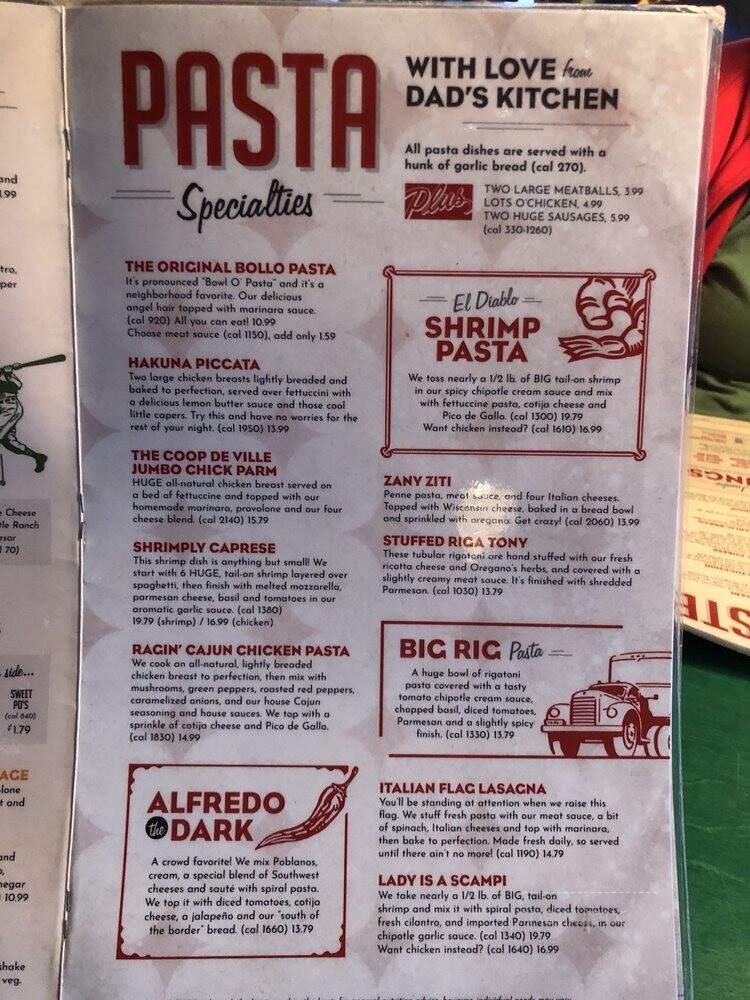 PASTA
Specialties
WITH LOVE from
DAD'S KITCHEN
All pasta dishes are served with a
hunk of garlic bread (cal 270).
Plus
TWO LARGE MEATBALLS, 3.99
LOTS O'CHICKEN, 4.99
TWO HUGE SAUSAGES, 5.99
(cal 330-1260)
THE ORIGINAL BOLLO PASTA
It's pronounced "Bowl O' Pasta" and it's a
neighborhood favorite. Our delicious
angel hair topped with marinara sauce.
(cal 920) All you can eat! 10.99
Choose meat sauce (cal 1150), add only 1.59
HAKUNA PICCATA
Two large chicken breasts lightly breaded and
baked to perfection, served over fettuccini with
a delicious lemon butter sauce and those cool
little capers. Try this and have no worries for the
rest of your night. (cal 1950) 13.99
THE COOP DE VILLE
JUMBO CHICK PARM
HUGE all-natural chicken breast served on
a bed of fettuccine and topped with our
homemade marinara, provolone and our four
cheese blend. (cal 2140) 15.79
SHRIMPLY CAPRESE
This shrimp dish is anything but small! We
start with 6 HUGE, tail-on shrimp layered over
spaghetti, then finish with melted mozzarella,
parmesan cheese, basil and tomatoes in our
aromatic garlic sauce. (cal 1380)
19.79 (shrimp) / 16.99 (chicken)
RAGIN' CAJUN CHICKEN PASTA
We cook an all-natural, lightly breaded
chicken breast to perfection, then mix with
mushrooms, green peppers, roasted red peppers,
caramelized onions, and our house Cajun
seasoning and house sauces. We top with a
sprinkle of cotija cheese and Pico de Gallo.
(cal 1830) 14.99
ALFREDO
the DARK
A crowd favorite! We mix Poblanos,
cream, a special blend of Southwest
cheeses and sauté with spiral pasta.
We top it with diced tomatoes, cotija
cheese, a jalapeño and our "south of
the border" bread. (cal 1660) 13.79
El Diablo
SHRIMP
PASTA
We toss nearly a 1/2 lb. of BIG tail-on shrimp
in our spicy chipotle cream sauce and mix
with fettuccine pasta, cotija cheese and
Pico de Gallo. (cal 1300) 19.79
Want chicken instead? (cal 1610) 16.99
ZANY ZITI
Penne pasta, meat sauce, and four Italian cheeses.
Topped with Wisconsin cheese, baked in a bread bowl
and sprinkled with oregano. Get crazy! (cal 2060) 13.99
STUFFED RIGA TONY
These tubular rigatoni are hand stuffed with our fresh
ricotta cheese and Oregano's herbs, and covered with a
slightly creamy meat sauce. It's finished with shredded
Parmesan. (cal 1030) 13.79
BIG RIG Pasta
A huge bowl of rigatoni
pasta covered with a tasty
tomato chipotle cream sauce,
chopped basil, diced tomatoes,
Parmesan and a slightly spicy
finish. (cal 1330) 13.79
ITALIAN FLAG LASAGNA
You'll be standing at attention when we raise this
flag. We stuff fresh pasta with our meat sauce, a bit
of spinach, Italian cheeses and top with marinara,
then bake to perfection. Made fresh daily, so served
until there ain't no more! (cal 1190) 14.79
LADY IS A SCAMPI
We take nearly a 1/2 lb. of BIG, tail-on
shrimp and mix it with spiral pasta, diced tomatoes,
fresh cilantro, and imported Parmesan cheese, in our
chipotle garlic sauce. (cal 1340) 19.79
Want chicken instead? (cal 1640) 16.99
and
1.99
Cheese
Ranch
side...
SWEET
PO'S
(cal 840)
$1.79
AGE
and
10.99
shake
veg.